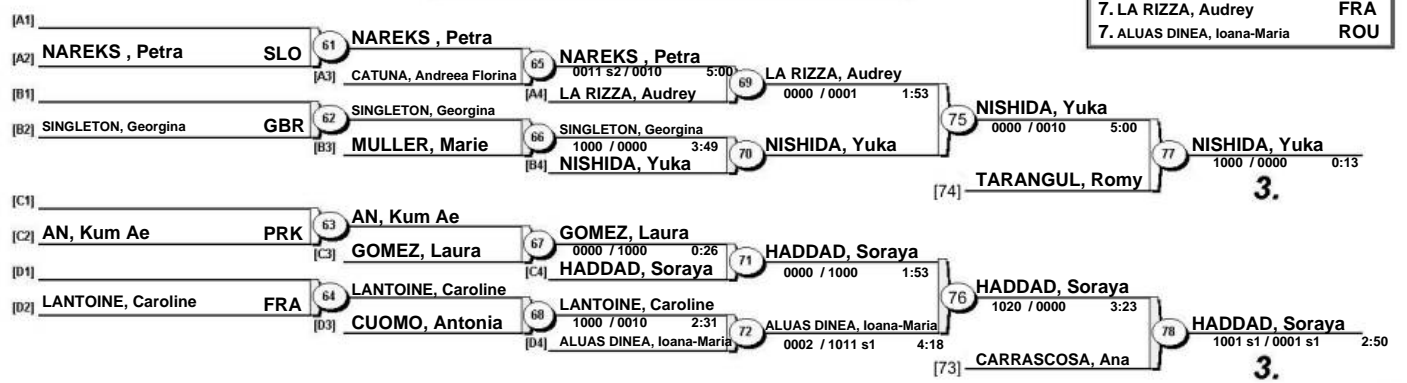 7. LA RIZZA, Audrey FRA
7. ALUAS DINEA, Ioana-Maria ROU
[A1]
[A2] NAREKS , Petra SLO
61
NAREKS , Petra
[A3] CATUNA, Andreea Florina
65
NAREKS , Petra
0011 s2 / 0010 5:00
[A4] LA RIZZA, Audrey
69
LA RIZZA, Audrey
0000 / 0001 1:53
[B1]
[B2] SINGLETON, Georgina GBR
62
SINGLETON, Georgina
[B3] MULLER, Marie
66
SINGLETON, Georgina
1000 / 0000 3:49
[B4] NISHIDA, Yuka
70
NISHIDA, Yuka
75
NISHIDA, Yuka
0000 / 0010 5:00
[74] TARANGUL, Romy
77
NISHIDA, Yuka
1000 / 0000 0:13
3.
[C1]
[C2] AN, Kum Ae PRK
63
AN, Kum Ae
[C3] GOMEZ, Laura
67
GOMEZ, Laura
0000 / 1000 0:26
[C4] HADDAD, Soraya
71
HADDAD, Soraya
0000 / 1000 1:53
[D1]
[D2] LANTOINE, Caroline FRA
64
LANTOINE, Caroline
[D3] CUOMO, Antonia
68
LANTOINE, Caroline
1000 / 0010 2:31
[D4] ALUAS DINEA, Ioana-Maria
72
ALUAS DINEA, Ioana-Maria
0002 / 1011 s1 4:18
76
HADDAD, Soraya
1020 / 0000 3:23
[73] CARRASCOSA, Ana
78
HADDAD, Soraya
1001 s1 / 0001 s1 2:50
3.